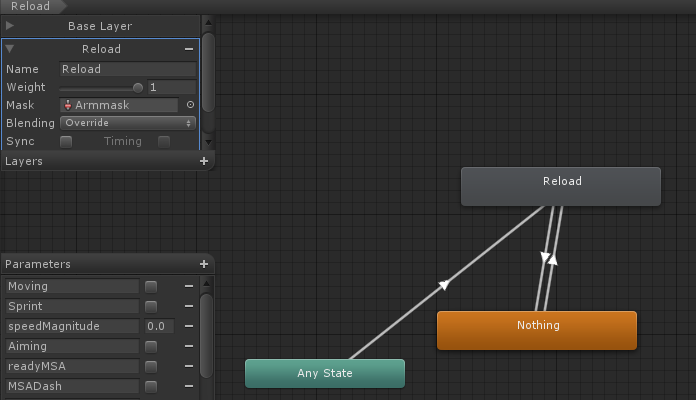 Reload
Base Layer
Reload
Name Reload
Weight 1
Mask Armmask
Blending Override
Sync Timing
Layers
Parameters
Moving
Sprint
speedMagnitude 0.0
Aiming
readyMSA
MSADash
Reload
Nothing
Any State